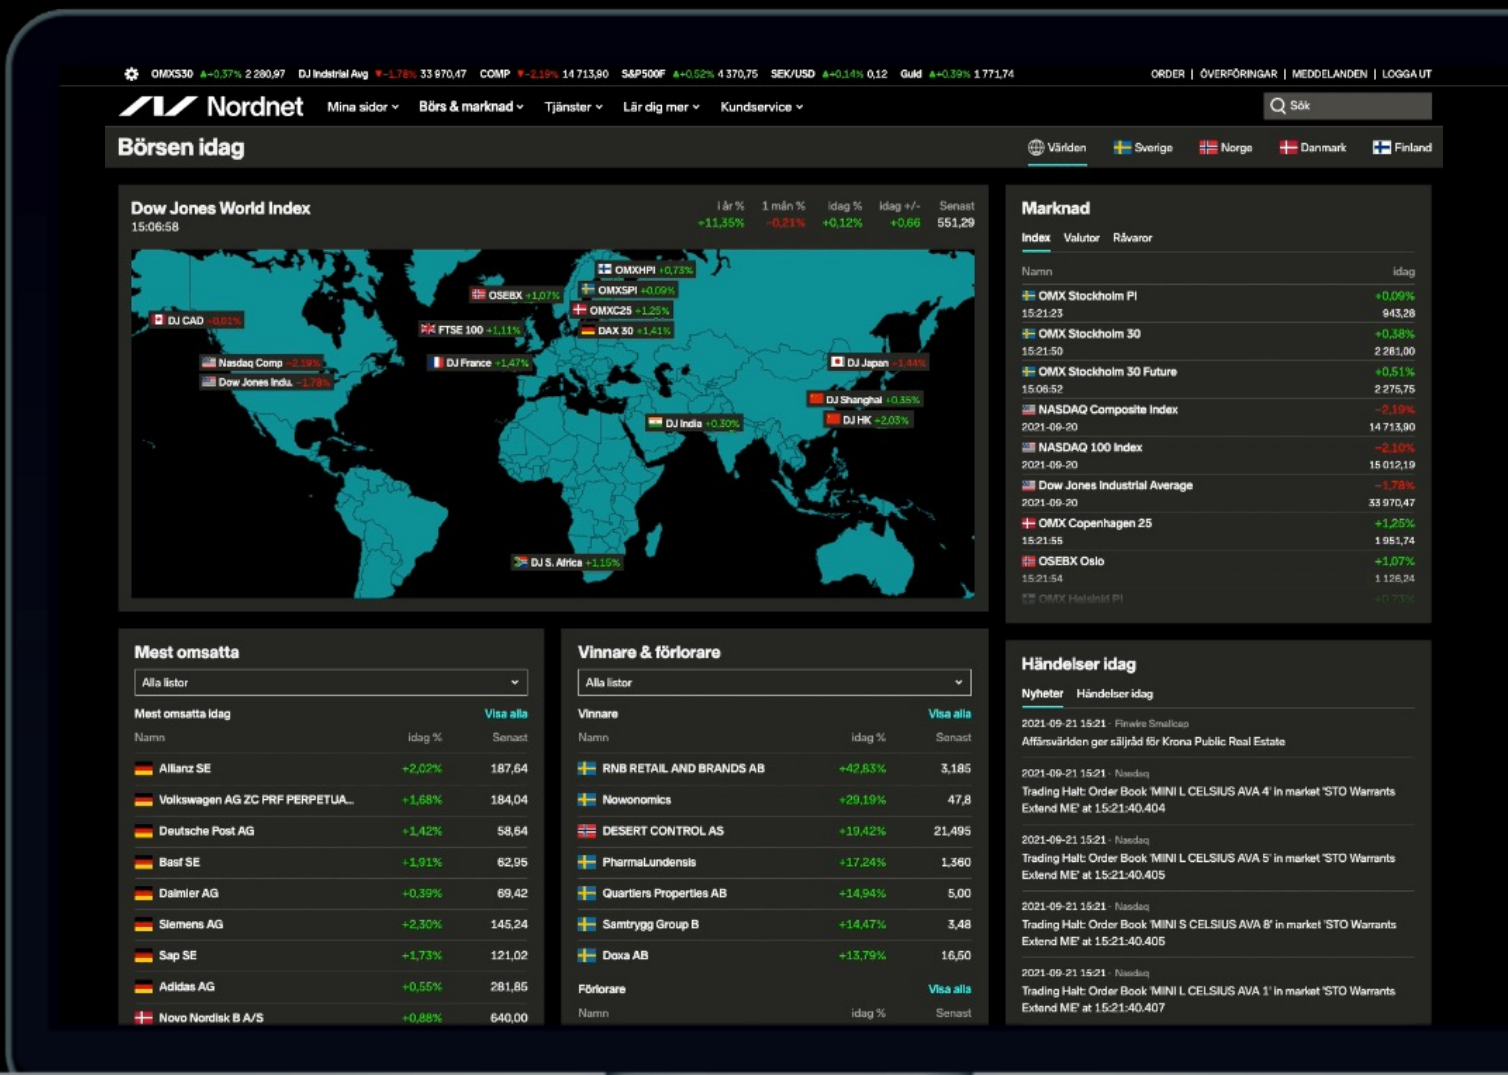 OMXS30 ▲+0,37% 2 280,97 DJ Indstrial Avg ▼-1,78% 33 970,47 COMP ▼-2,19% 14 713,90 S&P500F ▲+0,52% 4 370,75 SEK/USD ▲+0,14% 0,12 Guld ▲+0,39% 1 771,74 ORDER | ÖVERFÖRINGAR | MEDDELANDEN | LOGGA UT
Nordnet Mina sidor Börs & marknad Tjänster Lär dig mer Kundservice Sök
Börsen idag Världen Sverige Norge Danmark Finland
Dow Jones World Index i år % 1 mån % idag % idag +/- Senast
15:06:58 +11,35% -0,21% +0,12% +0,66 551,29
OMXHPI +0,73%
OMXSPI +0,09%
OSEBX +1,07%
OMXC25 +1,25%
DJ CAD -0,01%
FTSE 100 +1,11%
DAX 30 +1,41%
Nasdaq Comp -2,19%
DJ France +1,47%
DJ Japan -1,44%
Dow Jones Indu. -1,78%
DJ Shanghai +0,35%
DJ India +0,30%
DJ HK +2,03%
DJ S. Africa +1,15%
Marknad
Index Valutor Råvaror
Namn idag
OMX Stockholm PI +0,09%
15:21:23 943,28
OMX Stockholm 30 +0,38%
15:21:50 2 281,00
OMX Stockholm 30 Future +0,51%
15:06:52 2 275,75
NASDAQ Composite Index -2,19%
2021-09-20 14 713,90
NASDAQ 100 Index -2,10%
2021-09-20 15 012,19
Dow Jones Industrial Average -1,78%
2021-09-20 33 970,47
OMX Copenhagen 25 +1,25%
15:21:55 1 951,74
OSEBX Oslo +1,07%
15:21:54 1 126,24
OMX Helsinki PI +0,73%
Mest omsatta
Alla listor
Mest omsatta idag Visa alla
Namn idag % Senast
Allianz SE +2,02% 187,64
Volkswagen AG ZC PRF PERPETUA... +1,68% 184,04
Deutsche Post AG +1,42% 58,64
Basf SE +1,91% 62,95
Daimler AG +0,39% 69,42
Siemens AG +2,30% 145,24
Sap SE +1,73% 121,02
Adidas AG +0,55% 281,85
Novo Nordisk B A/S +0,88% 640,00
Vinnare & förlorare
Alla listor
Vinnare Visa alla
Namn idag % Senast
RNB RETAIL AND BRANDS AB +42,83% 3,185
Nowonomics +29,19% 47,8
DESERT CONTROL AS +19,42% 21,495
PharmaLundensis +17,24% 1,360
Quartiers Properties AB +14,94% 5,00
Samtrygg Group B +14,47% 3,48
Doxa AB +13,79% 16,50
Förlorare Visa alla
Namn idag % Senast
Händelser idag
Nyheter Händelser idag
2021-09-21 15:21 - Finwire Smallcap
Affärsvärlden ger säljråd för Krona Public Real Estate
2021-09-21 15:21 - Nasdaq
Trading Halt: Order Book 'MINI L CELSIUS AVA 4' in market 'STO Warrants
Extend ME' at 15:21:40.404
2021-09-21 15:21 - Nasdaq
Trading Halt: Order Book 'MINI L CELSIUS AVA 5' in market 'STO Warrants
Extend ME' at 15:21:40.405
2021-09-21 15:21 - Nasdaq
Trading Halt: Order Book 'MINI S CELSIUS AVA 8' in market 'STO Warrants
Extend ME' at 15:21:40.405
2021-09-21 15:21 - Nasdaq
Trading Halt: Order Book 'MINI L CELSIUS AVA 1' in market 'STO Warrants
Extend ME' at 15:21:40.407